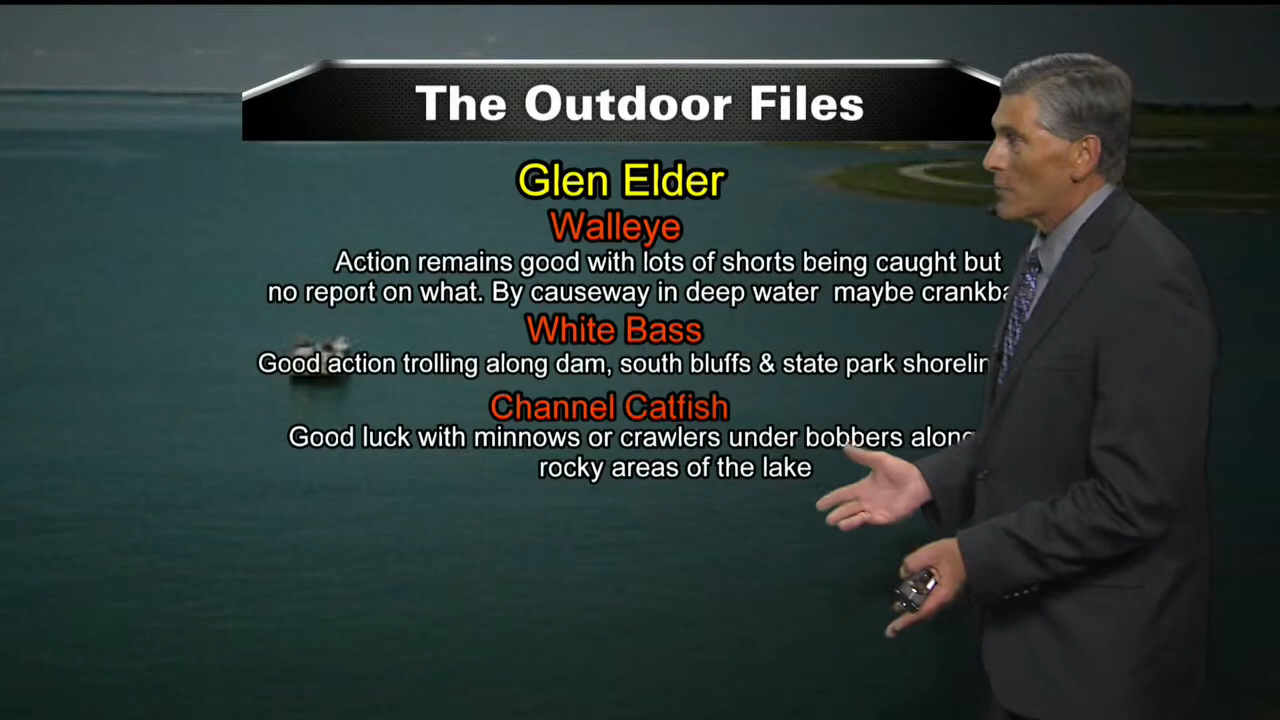 The Outdoor Files
Glen Elder
Walleye
Action remains good with lots of shorts being caught but
no report on what. By causeway in deep water maybe
White Bass
Good action trolling along dam, south bluffs & state park
Channel Catfish
Good luck with minnows or crawlers under bobbers along
rocky areas of the lake